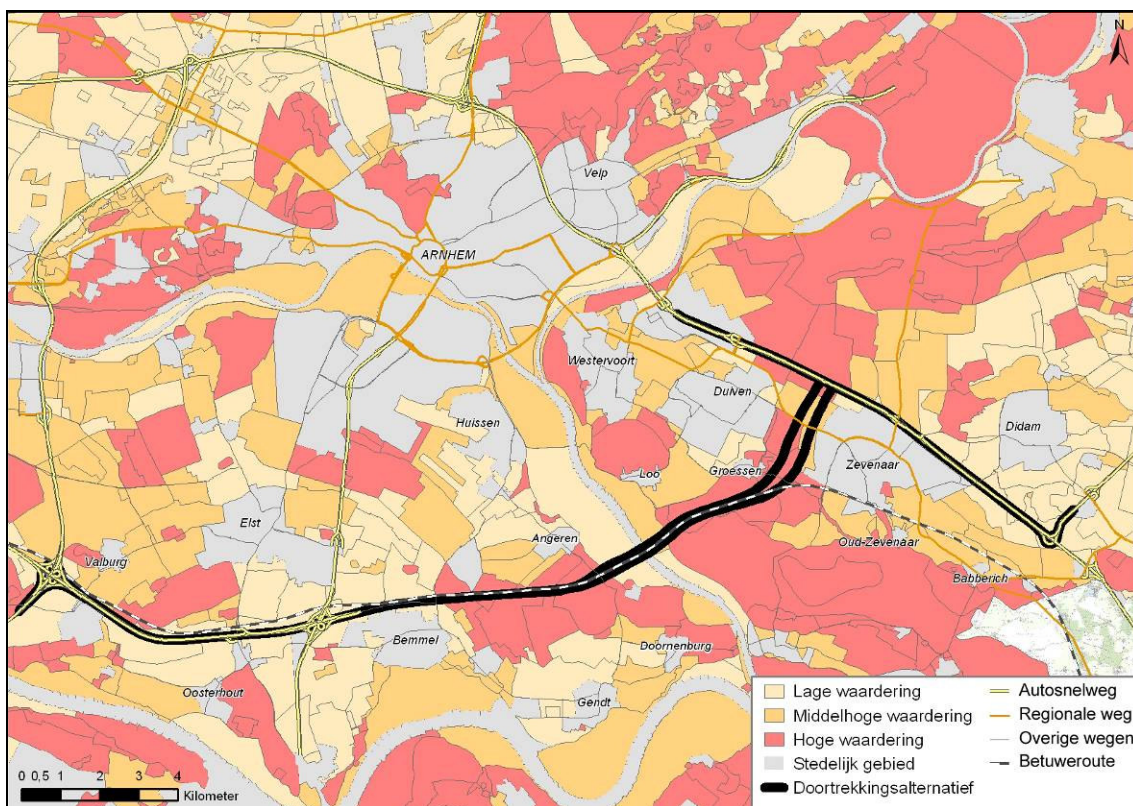 N
Velp
ARNHEM
Westervoort
Duiven
Didam
Huissen
Zevenaar
Groessen
Loo
Elst
Angeren
Oud-Zevenaar
Valburg
Babberich
Bemmel
Doornenburg
Oosterhout
Gendt
Lage waardering
Middelhoge waardering
Hoge waardering
Stedelijk gebied
Doortrekkingsalternatief
Autosnelweg
Regionale weg
Overige wegen
Betuweroute
0 0,5 1 2 3 4
Kilometer